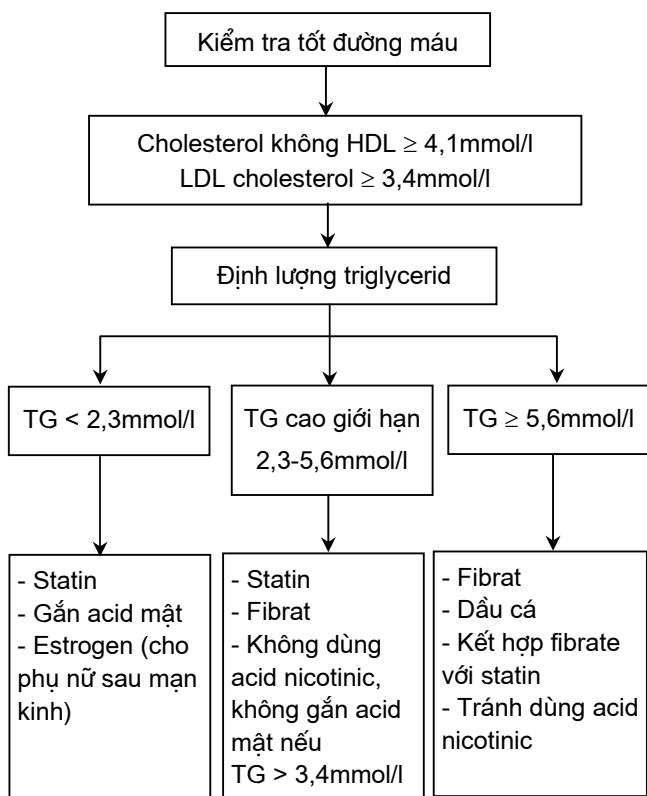 Kiểm tra tốt đường máu
Cholesterol không HDL ≥ 4,1mmol/l
LDL cholesterol ≥ 3,4mmol/l
Định lượng triglycerid
TG < 2,3mmol/l
TG cao giới hạn
2,3-5,6mmol/l
TG ≥ 5,6mmol/l
- Statin
- Gắn acid mật
- Estrogen (cho
phụ nữ sau mạn
kinh)
- Statin
- Fibrat
- Không dùng
acid nicotinic,
không gắn acid
mật nếu
TG > 3,4mmol/l
- Fibrat
- Dầu cá
- Kết hợp fibrate
với statin
- Tránh dùng acid
nicotinic